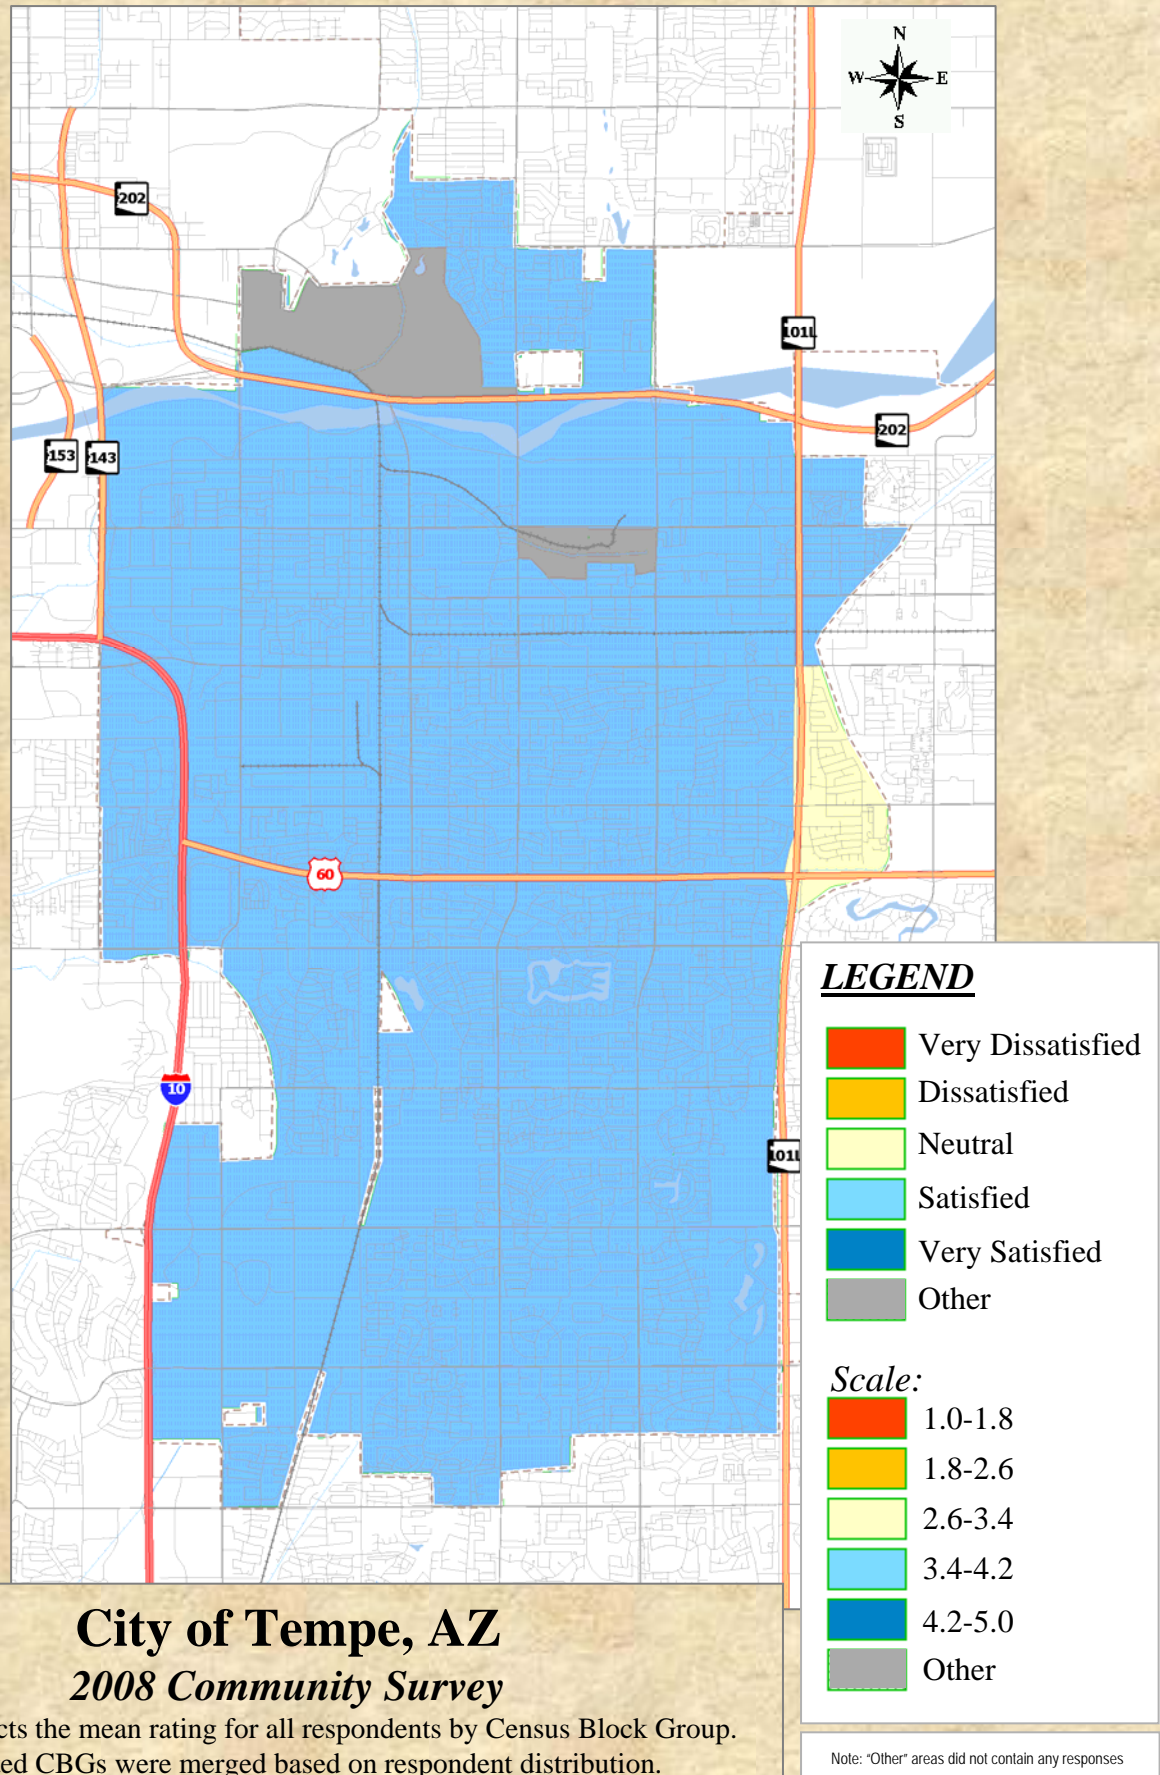 N
W E
S
202
101L
202
153
143
60
10
101L
LEGEND
Very Dissatisfied
Dissatisfied
Neutral
Satisfied
Very Satisfied
Other
Scale:
1.0-1.8
1.8-2.6
2.6-3.4
3.4-4.2
4.2-5.0
Other
City of Tempe, AZ
2008 Community Survey
the mean rating for all respondents by Census Block Group.
CBGs were merged based on respondent distribution.
Note: "Other" areas did not contain any responses